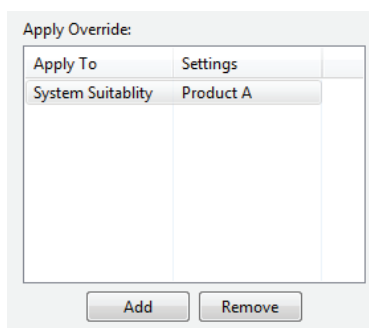 Apply Override:
Apply To Settings
System Suitablity Product A
Add Remove